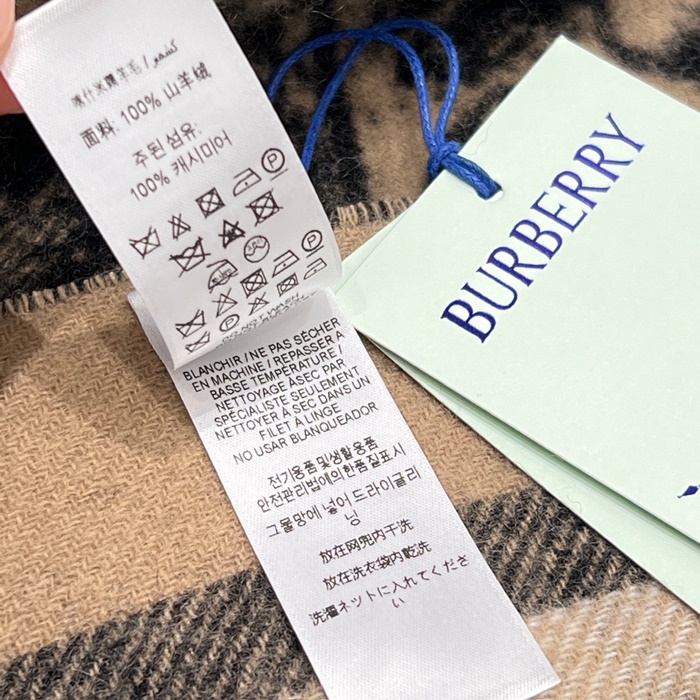 面料: 100% 山羊绒
주된 섬유:
100% 캐시미어
BLANCHIR / NE PAS SÉCHER
EN MACHINE / REPASSER À
BASSE TEMPÉRATURE /
NETTOYAGE ÀSEC PAR
SPÉCIALISTE SEULEMENT
NETTOYER À SEC DANS UN
FILET À LINGE
NO USAR BLANQUEADOR
전기용품 및 생활용품
안전관리법에의한품질표시
그물망에 넣어 드라이클리
닝
放在网兜内干洗
放在洗衣袋内乾洗
洗濯ネットに入れてくださ
い
BURBERRY